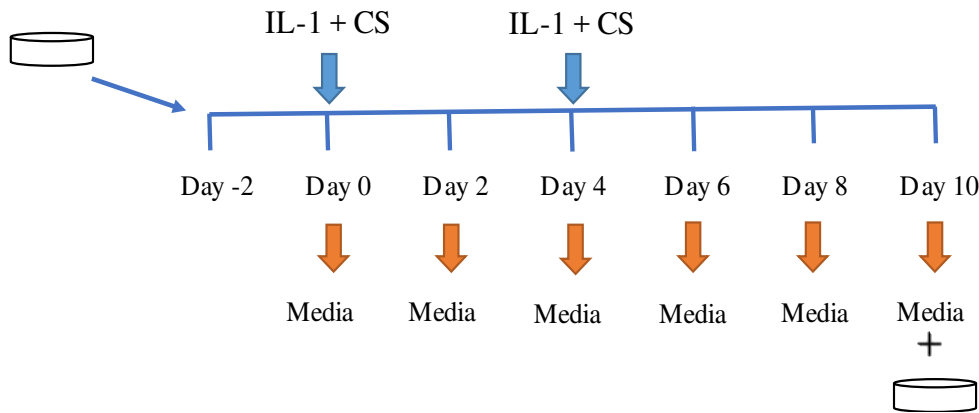 IL-1 + CS IL-1 + CS
Day -2 Day 0 Day 2 Day 4 Day 6 Day 8 Day 10
Media Media Media Media Media Media
+